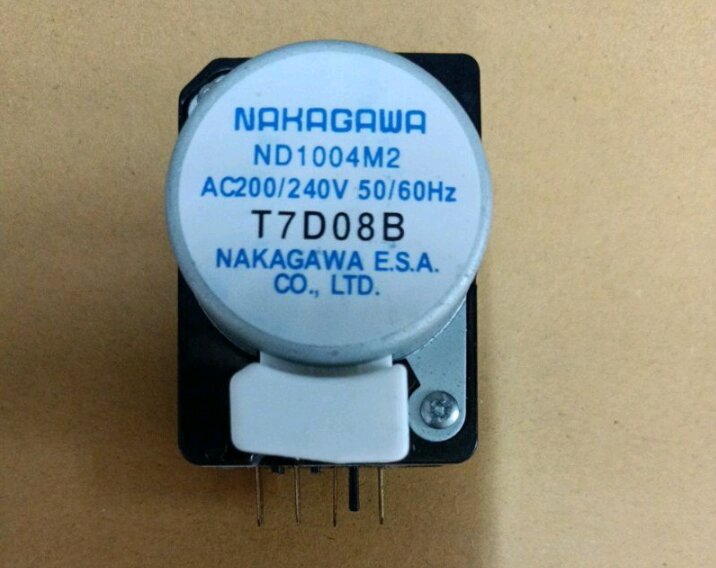 NAKAGAWA
ND1004M2
AC200/240V 50/60Hz
T7D08B
NAKAGAWA E.S.A.
CO., LTD.